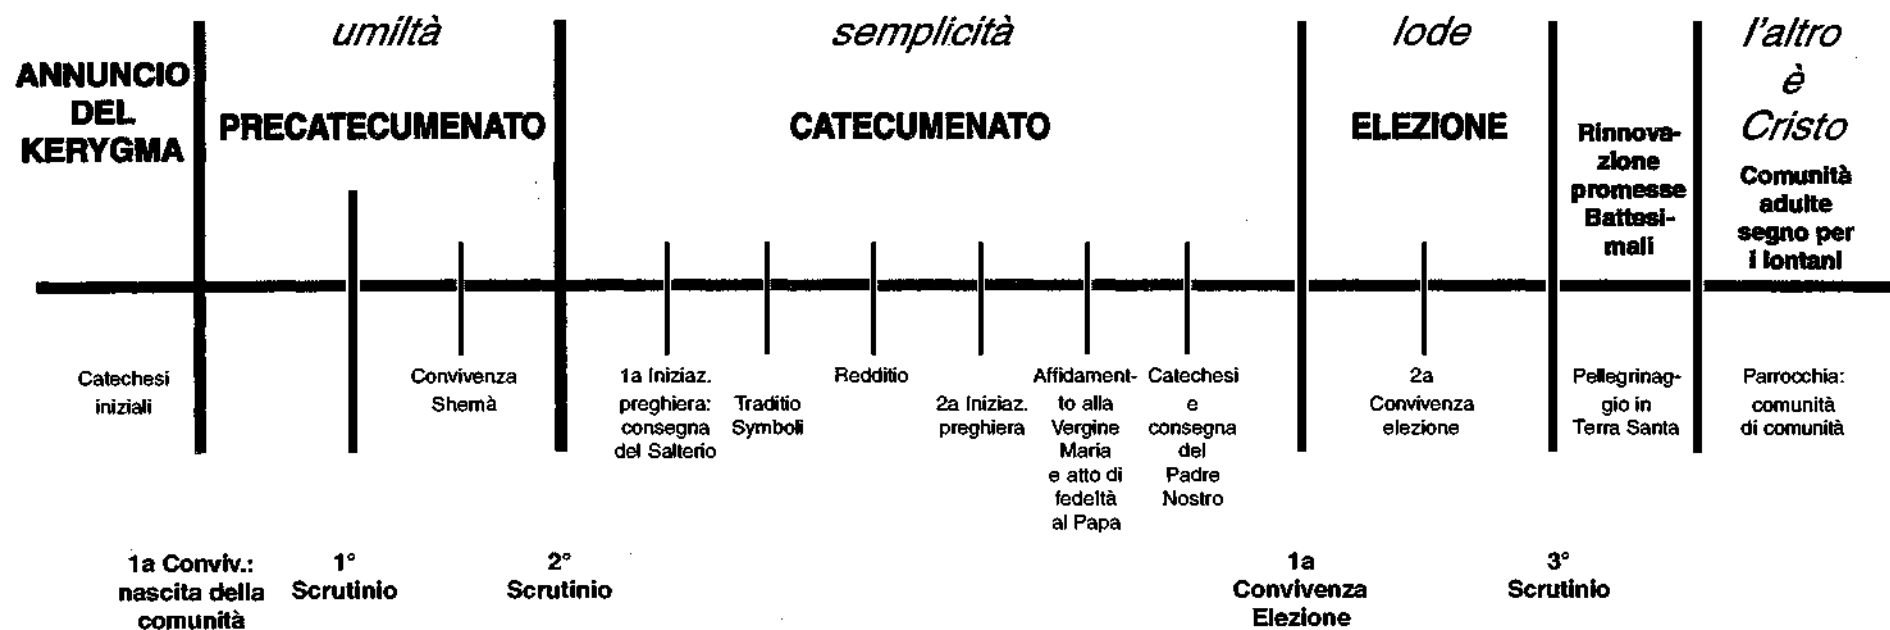 umiltà
semplicità
lode
l'altro
è
Cristo
ANNUNCIO
DEL
KERYGMA
PRECATECUMENATO
CATECUMENATO
ELEZIONE
Rinnova-
zione
promesse
Battesi-
mali
Comunità
adulte
segno per
i lontani
Catechesi
iniziali
Convivenza
Shemà
1a Iniziaz.
preghiera:
consegna
del Salterio
Traditio
Symboli
Redditio
2a Iniziaz.
preghiera
Affidament-
to alla
Vergine
Maria
e atto di
fedeltà
al Papa
Catechesi
e
consegna
del
Padre
Nostro
2a
Convivenza
elezione
Pellegrinag-
gio in
Terra Santa
Parrocchia:
comunità
di comunità
1a Conviv.:
nascita della
comunità
1°
Scrutinio
2°
Scrutinio
1a
Convivenza
Elezione
3°
Scrutinio